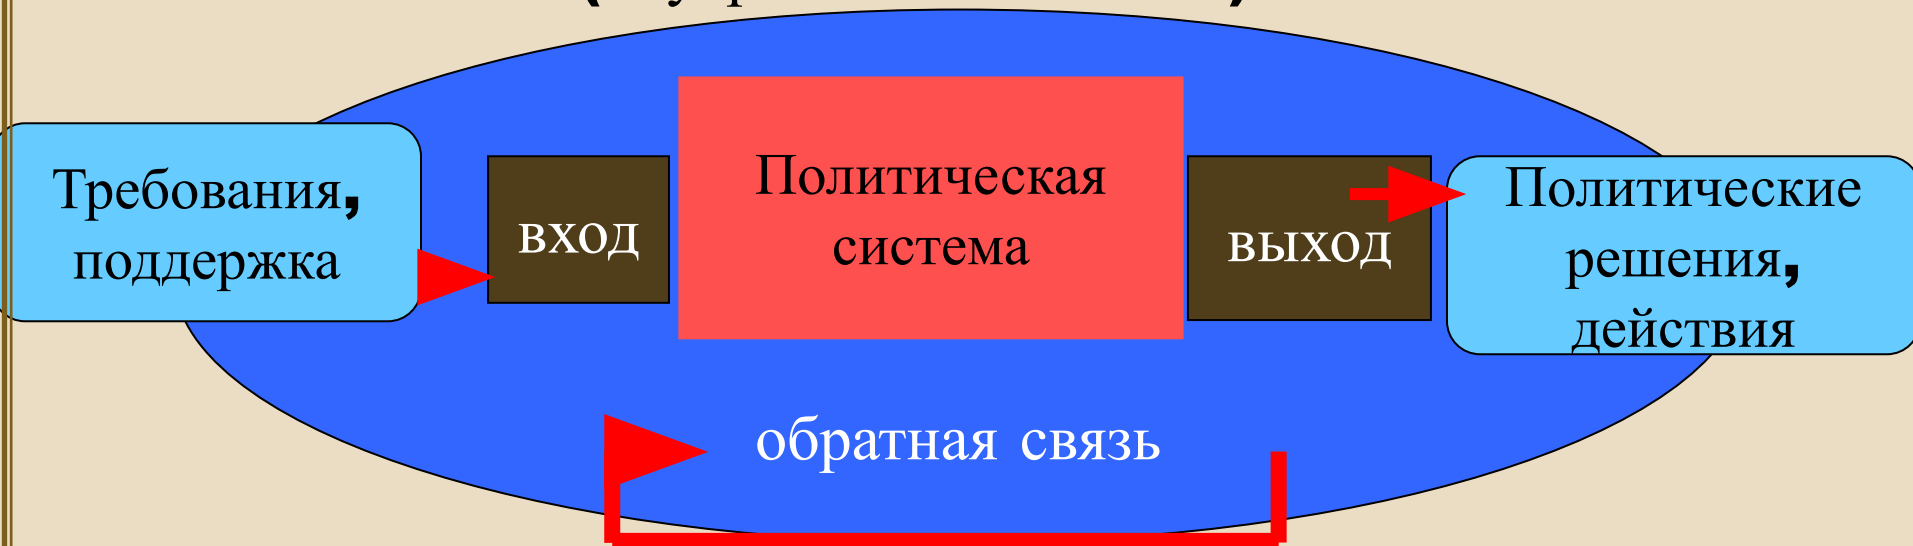 Требования,
поддержка
вход
Политическая
система
выход
Политические
решения,
действия
обратная связь